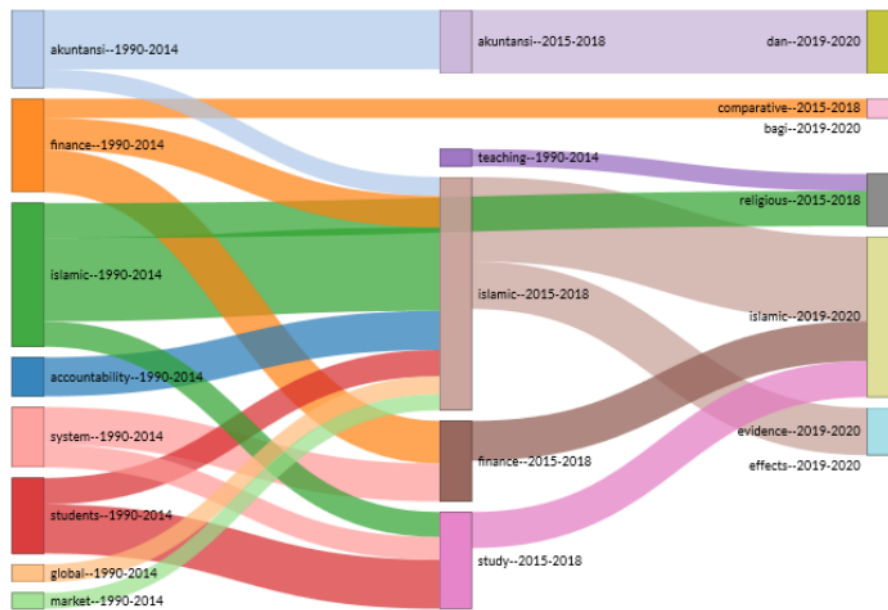 akuntansi--1990-2014
finance--1990-2014
islamic--1990-2014
accountability--1990-2014
system--1990-2014
students--1990-2014
global--1990-2014
market--1990-2014
akuntansi--2015-2018
teaching--1990-2014
islamic--2015-2018
finance--2015-2018
study--2015-2018
dan--2019-2020
comparative--2015-2018
bagi--2019-2020
religious--2015-2018
islamic--2019-2020
evidence--2019-2020
effects--2019-2020